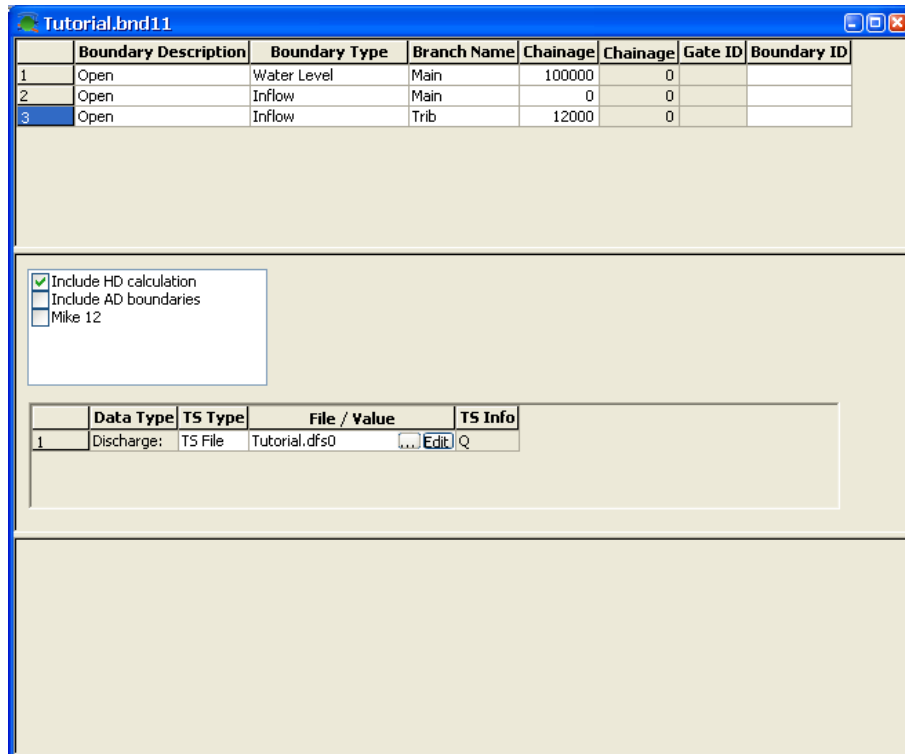 Tutorial.bnd11
Boundary Description Boundary Type Branch Name Chainage Chainage Gate ID Boundary ID
1 Open Water Level Main 100000 0
2 Open Inflow Main 0 0
3 Open Inflow Trib 12000 0
Include HD calculation
Include AD boundaries
Mike 12
Data Type TS Type File / Value TS Info
1 Discharge: TS File Tutorial.dfs0 ... Edit Q